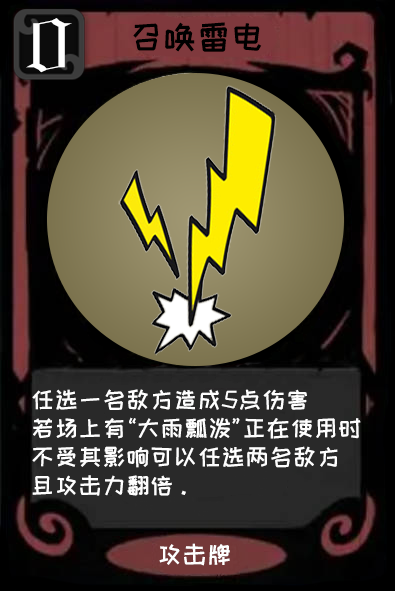 0
召唤雷电
任选一名敌方造成5点伤害
若场上有“大雨瓢泼”正在使用时
不受其影响可以任选两名敌方
且攻击力翻倍.
攻击牌